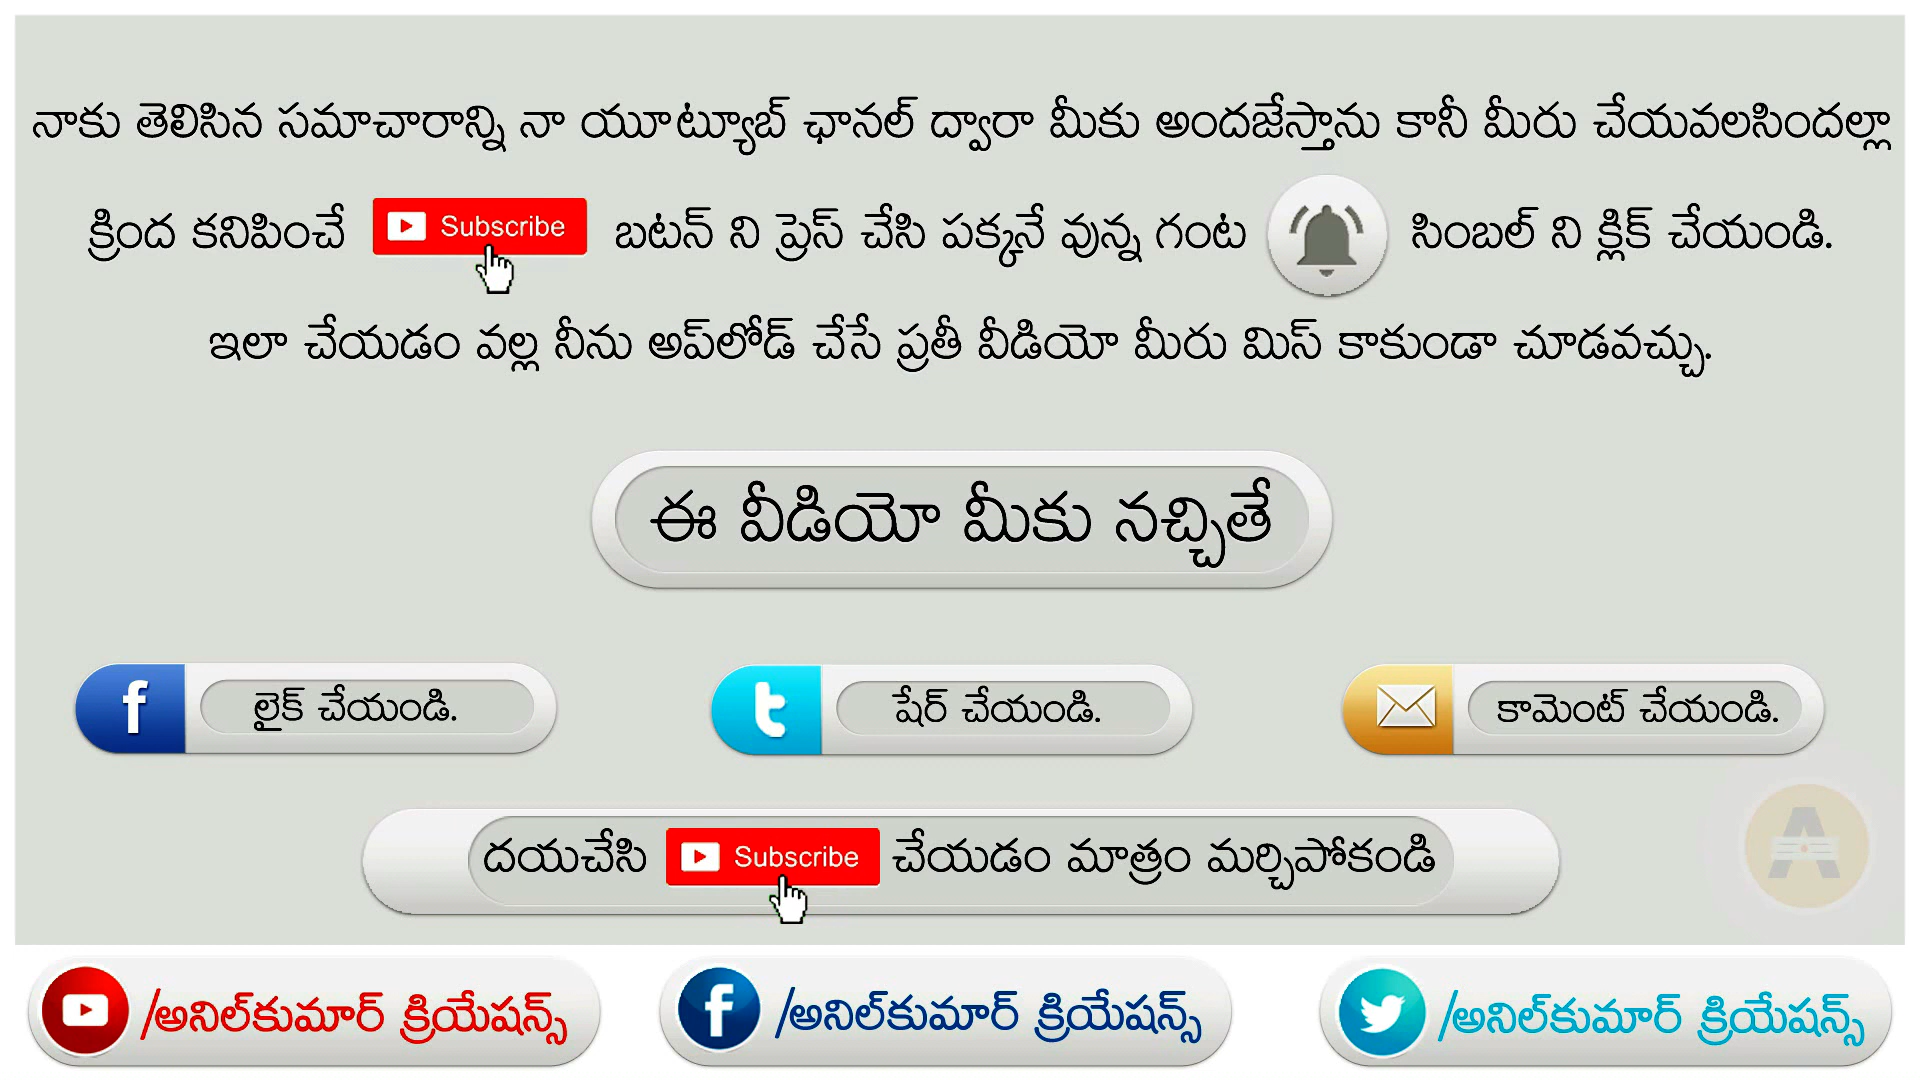 నాకు తెలిసిన సమాచారాన్ని నా యూట్యూబ్ ఛానల్ ద్వారా మీకు అందజేస్తాను కానీ మీరు చేయవలసిందల్లా
క్రింద కనిపించే Subscribe బటన్ ని ప్రెస్ చేసి పక్కనే వున్న గంట సింబల్ ని క్లిక్ చేయండి.
ఇలా చేయడం వల్ల నీను అప్‌లోడ్ చేసే ప్రతీ వీడియో మీరు మిస్ కాకుండా చూడవచ్చు.
ఈ వీడియో మీకు నచ్చితే
లైక్ చేయండి. షేర్ చేయండి. కామెంట్ చేయండి.
దయచేసి Subscribe చేయడం మాత్రం మర్చిపోకండి
/అనిల్‌కుమార్ క్రియేషన్స్ /అనిల్‌కుమార్ క్రియేషన్స్ /అనిల్‌కుమార్ క్రియేషన్స్